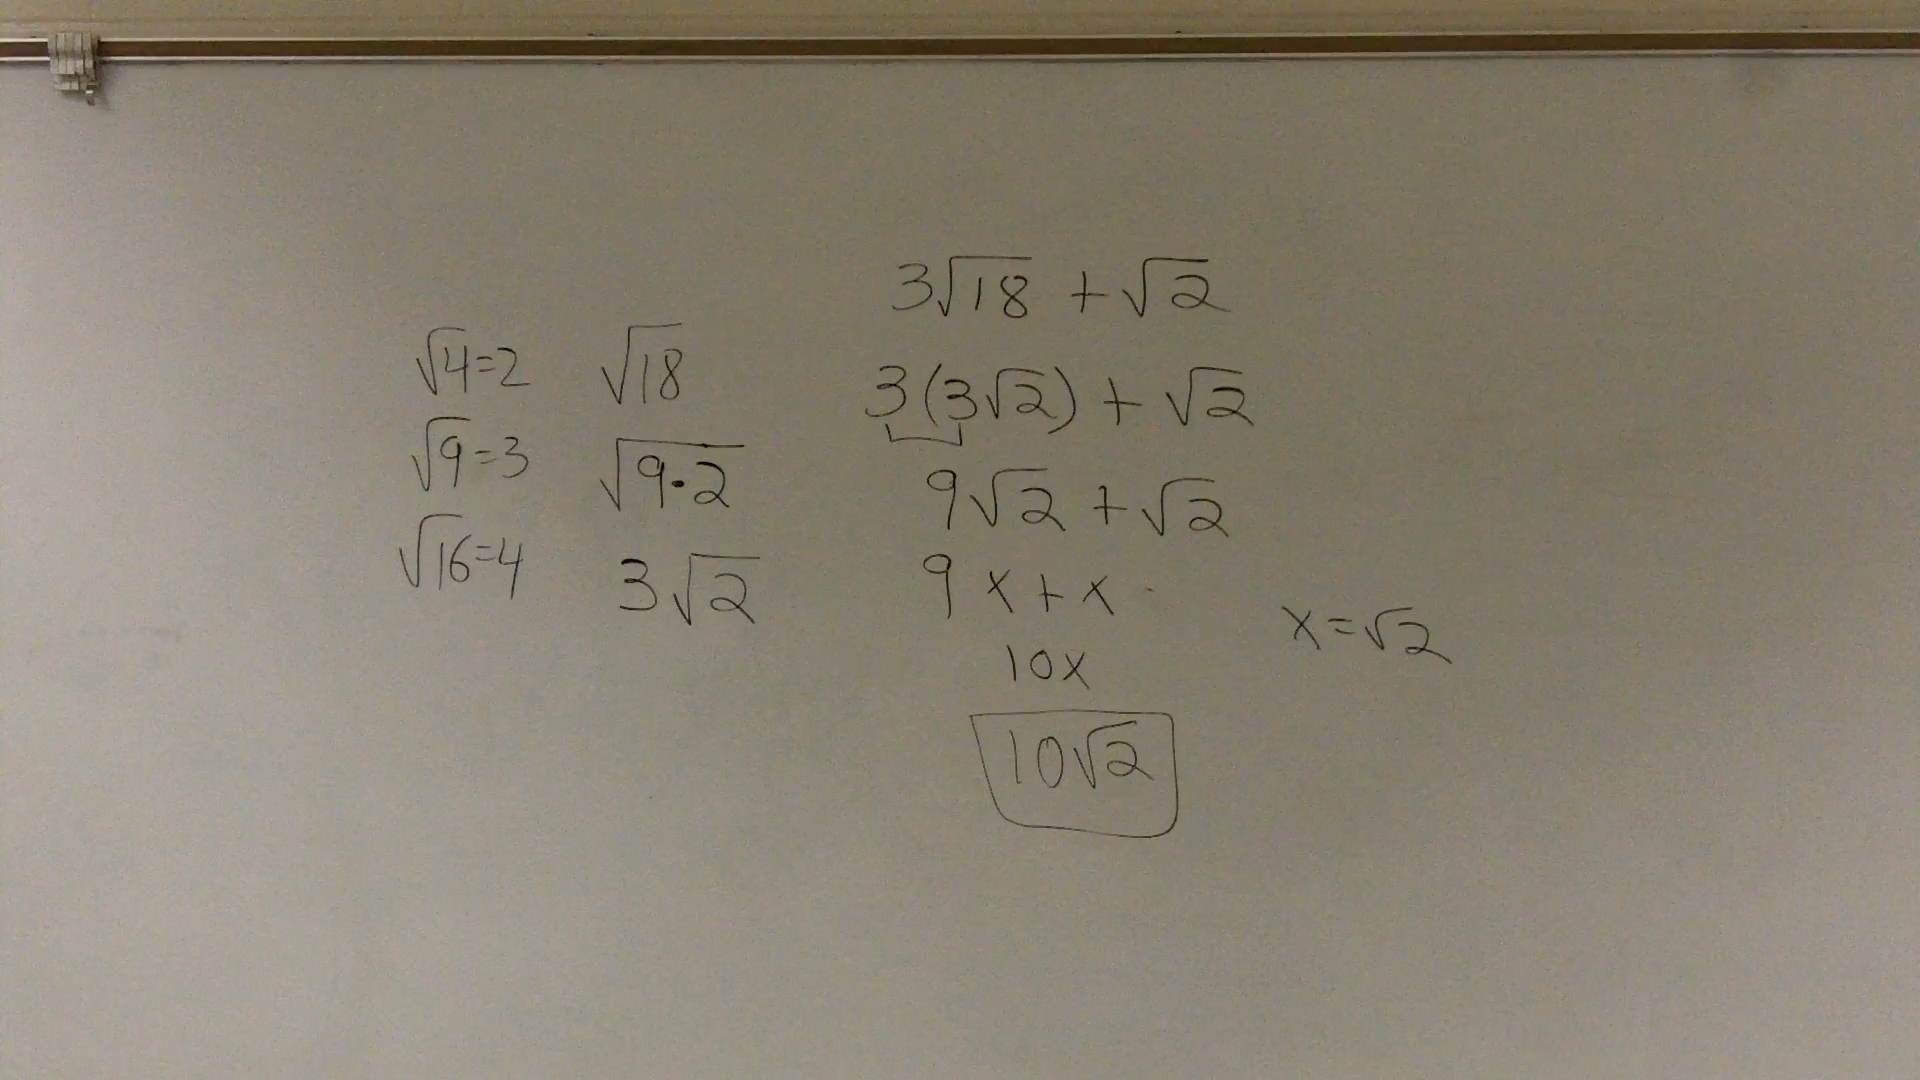 √4=2
√9=3
√16=4
√18
√9·2
3√2
3√18 + √2
3(3√2) + √2
9√2 + √2
9x + x
10x
10√2
x=√2